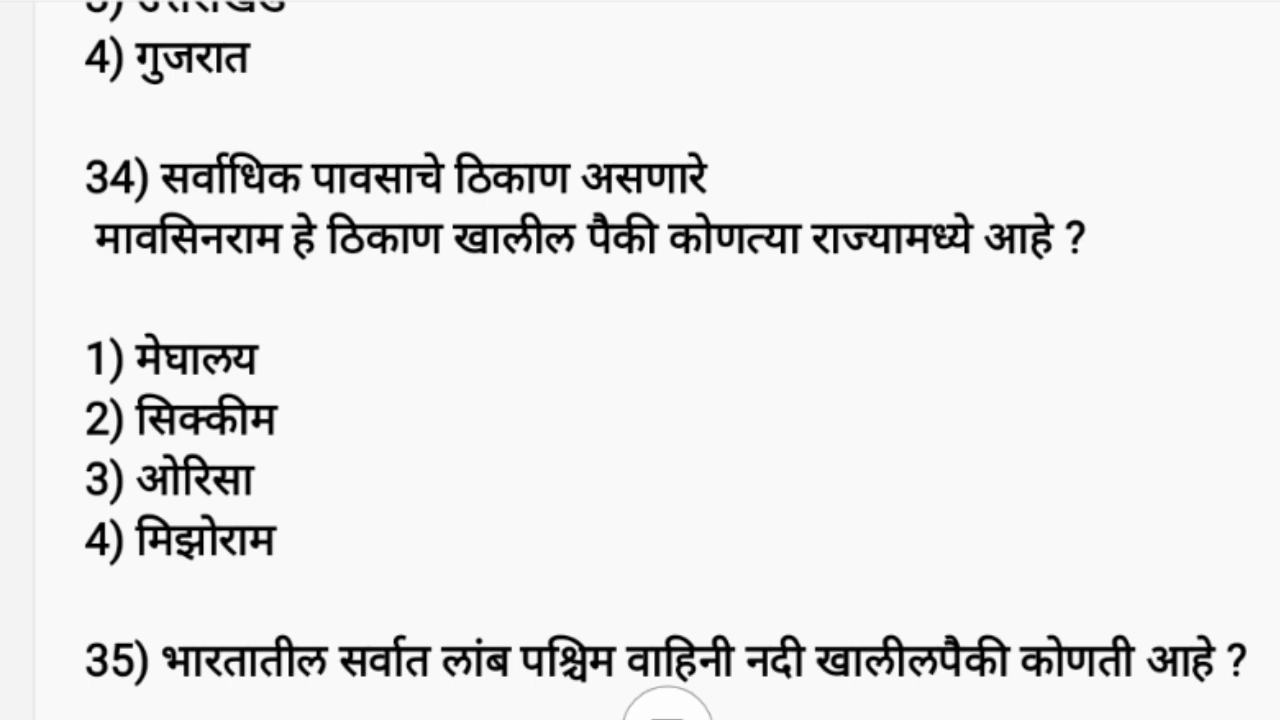 4) गुजरात
34) सर्वाधिक पावसाचे ठिकाण असणारे
मावसिनराम हे ठिकाण खालील पैकी कोणत्या राज्यामध्ये आहे ?
1) मेघालय
2) सिक्कीम
3) ओरिसा
4) मिझोराम
35) भारतातील सर्वात लांब पश्चिम वाहिनी नदी खालीलपैकी कोणती आहे ?